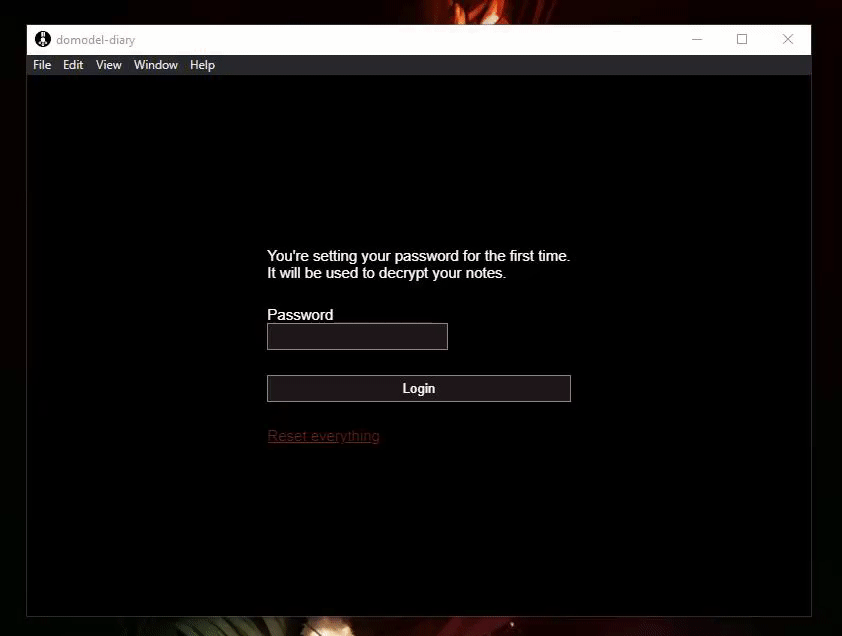 domodel-diary
File Edit View Window Help
You're setting your password for the first time.
It will be used to decrypt your notes.
Password
Login
Reset everything